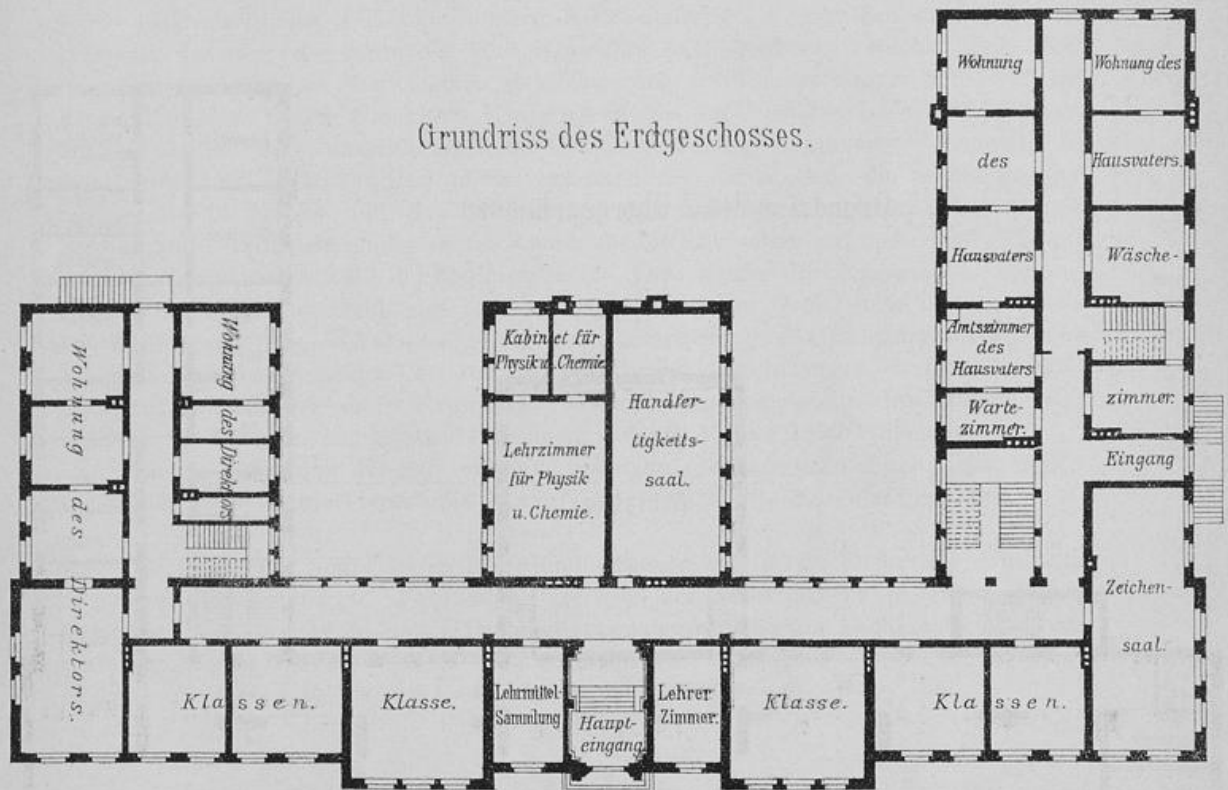 Grundriss des Erdgeschosses.
Wohnung
des
Hausvaters
Wohnung des
Hausvaters.
Wäsche-
zimmer.
Amtszimmer
des
Hausvaters
Warte-
zimmer.
Eingang
Zeichen-
saal.
Wohnung des Direktors.
Wohnung des Direktors
Kabinet für
Physik u. Chemie
Lehrzimmer
für Physik
u. Chemie.
Handfer-
tigkeits-
saal.
Klassen.
Klasse.
Lehrmittel-
Sammlung
Haupt-
eingang
Lehrer
Zimmer.
Klasse.
Klassen.